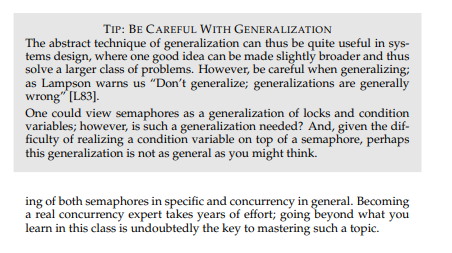 TIP: BE CAREFUL WITH GENERALIZATION
The abstract technique of generalization can thus be quite useful in sys-
tems design, where one good idea can be made slightly broader and thus
solve a larger class of problems. However, be careful when generalizing;
as Lampson warns us “Don’t generalize; generalizations are generally
wrong” [L83].
One could view semaphores as a generalization of locks and condition
variables; however, is such a generalization needed? And, given the dif-
ficulty of realizing a condition variable on top of a semaphore, perhaps
this generalization is not as general as you might think.
ing of both semaphores in specific and concurrency in general. Becoming
a real concurrency expert takes years of effort; going beyond what you
learn in this class is undoubtedly the key to mastering such a topic.